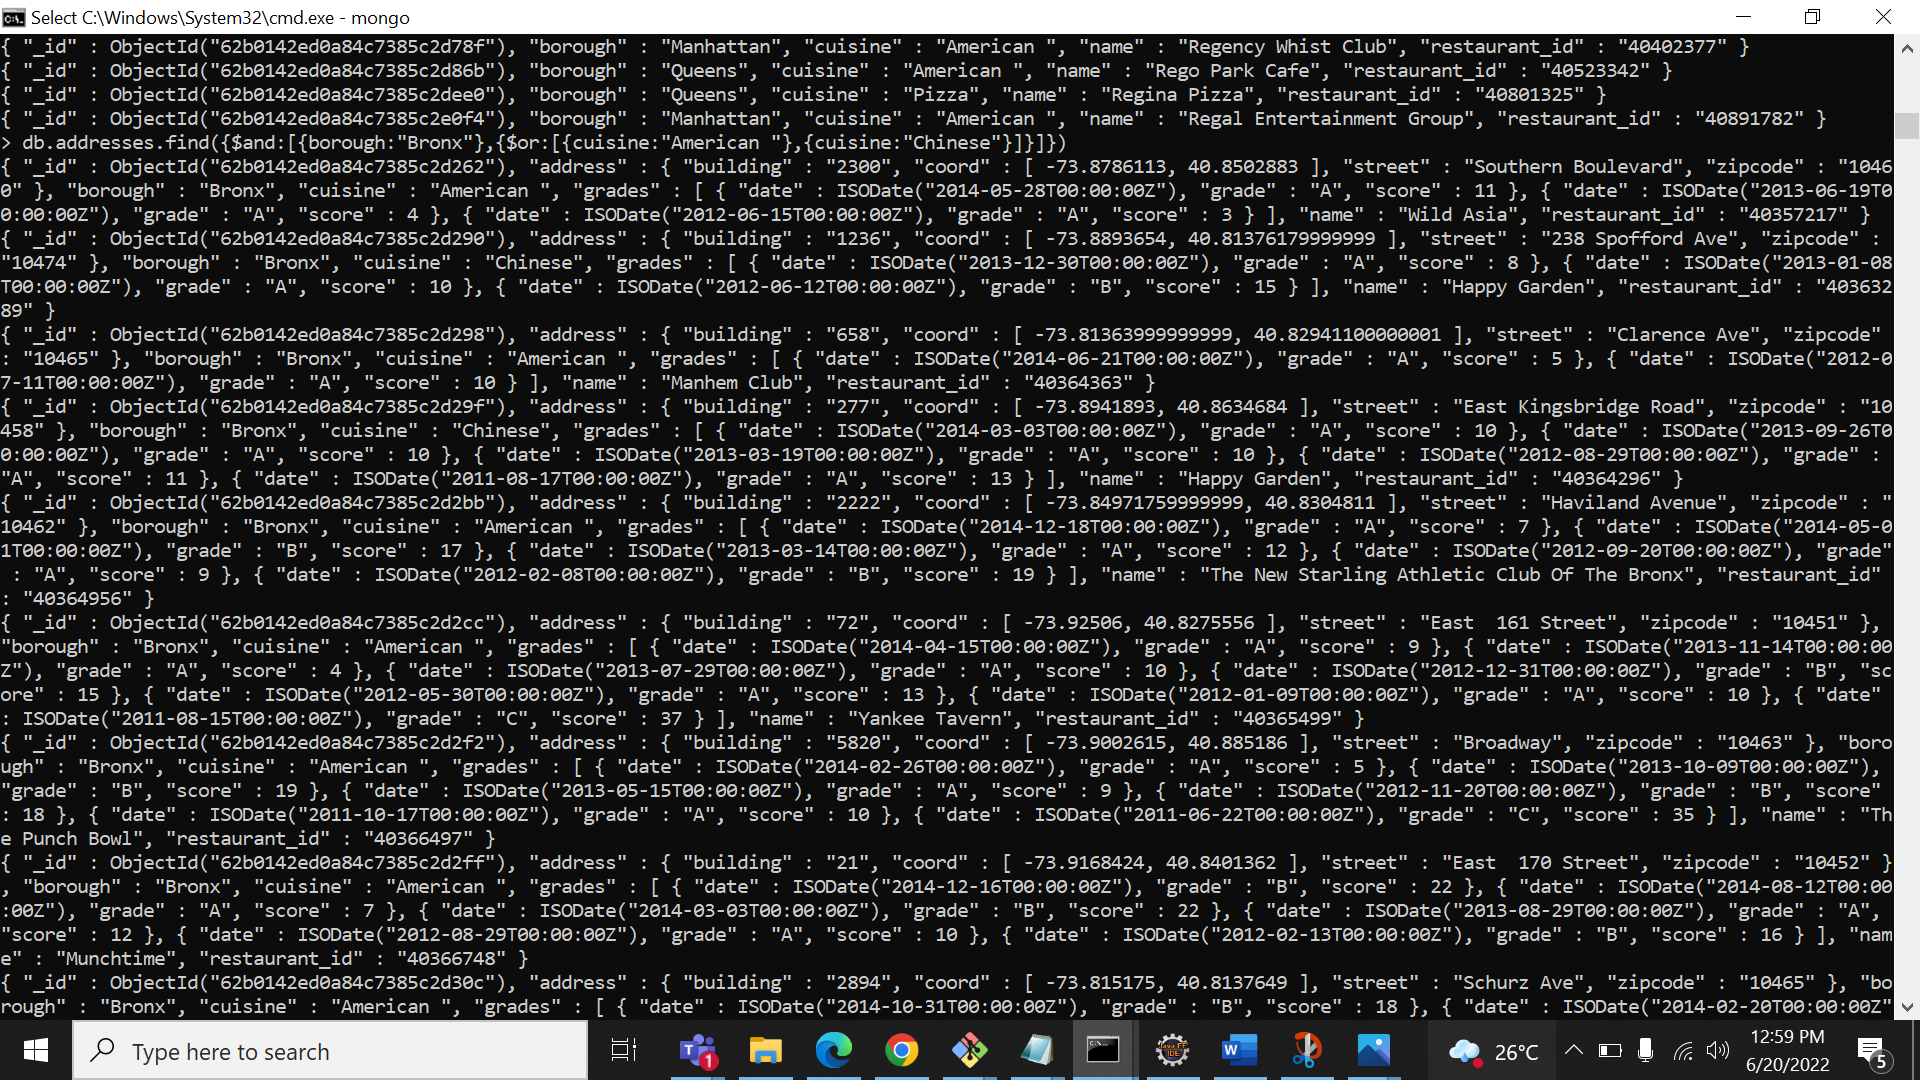 Select C:\Windows\System32\cmd.exe - mongo
{ "_id" : ObjectId("62b0142ed0a84c7385c2d78f"), "borough" : "Manhattan", "cuisine" : "American ", "name" : "Regency Whist Club", "restaurant_id" : "40402377" }
{ "_id" : ObjectId("62b0142ed0a84c7385c2d86b"), "borough" : "Queens", "cuisine" : "American ", "name" : "Rego Park Cafe", "restaurant_id" : "40523342" }
{ "_id" : ObjectId("62b0142ed0a84c7385c2dee0"), "borough" : "Queens", "cuisine" : "Pizza", "name" : "Regina Pizza", "restaurant_id" : "40801325" }
{ "_id" : ObjectId("62b0142ed0a84c7385c2e0f4"), "borough" : "Manhattan", "cuisine" : "American ", "name" : "Regal Entertainment Group", "restaurant_id" : "40891782" }
> db.addresses.find({$and:[{borough:"Bronx"},{$or:[{cuisine:"American "},{cuisine:"Chinese"}]}]})
{ "_id" : ObjectId("62b0142ed0a84c7385c2d262"), "address" : { "building" : "2300", "coord" : [ -73.8786113, 40.8502883 ], "street" : "Southern Boulevard", "zipcode" : "1046
0" }, "borough" : "Bronx", "cuisine" : "American ", "grades" : [ { "date" : ISODate("2014-05-28T00:00:00Z"), "grade" : "A", "score" : 11 }, { "date" : ISODate("2013-06-19T0
0:00:00Z"), "grade" : "A", "score" : 4 }, { "date" : ISODate("2012-06-15T00:00:00Z"), "grade" : "A", "score" : 3 } ], "name" : "Wild Asia", "restaurant_id" : "40357217" }
{ "_id" : ObjectId("62b0142ed0a84c7385c2d290"), "address" : { "building" : "1236", "coord" : [ -73.8893654, 40.81376179999999 ], "street" : "238 Spofford Ave", "zipcode" :
"10474" }, "borough" : "Bronx", "cuisine" : "Chinese", "grades" : [ { "date" : ISODate("2013-12-30T00:00:00Z"), "grade" : "A", "score" : 8 }, { "date" : ISODate("2013-01-08
T00:00:00Z"), "grade" : "A", "score" : 10 }, { "date" : ISODate("2012-06-12T00:00:00Z"), "grade" : "B", "score" : 15 } ], "name" : "Happy Garden", "restaurant_id" : "403632
89" }
{ "_id" : ObjectId("62b0142ed0a84c7385c2d298"), "address" : { "building" : "658", "coord" : [ -73.81363999999999, 40.82941100000001 ], "street" : "Clarence Ave", "zipcode"
: "10465" }, "borough" : "Bronx", "cuisine" : "American ", "grades" : [ { "date" : ISODate("2014-06-21T00:00:00Z"), "grade" : "A", "score" : 5 }, { "date" : ISODate("2012-0
7-11T00:00:00Z"), "grade" : "A", "score" : 10 } ], "name" : "Manhem Club", "restaurant_id" : "40364363" }
{ "_id" : ObjectId("62b0142ed0a84c7385c2d29f"), "address" : { "building" : "277", "coord" : [ -73.8941893, 40.8634684 ], "street" : "East Kingsbridge Road", "zipcode" : "10
458" }, "borough" : "Bronx", "cuisine" : "Chinese", "grades" : [ { "date" : ISODate("2014-03-03T00:00:00Z"), "grade" : "A", "score" : 10 }, { "date" : ISODate("2013-09-26T0
0:00:00Z"), "grade" : "A", "score" : 10 }, { "date" : ISODate("2013-03-19T00:00:00Z"), "grade" : "A", "score" : 10 }, { "date" : ISODate("2012-08-29T00:00:00Z"), "grade" :
"A", "score" : 11 }, { "date" : ISODate("2011-08-17T00:00:00Z"), "grade" : "A", "score" : 13 } ], "name" : "Happy Garden", "restaurant_id" : "40364296" }
{ "_id" : ObjectId("62b0142ed0a84c7385c2d2bb"), "address" : { "building" : "2222", "coord" : [ -73.84971759999999, 40.8304811 ], "street" : "Haviland Avenue", "zipcode" : "
10462" }, "borough" : "Bronx", "cuisine" : "American ", "grades" : [ { "date" : ISODate("2014-12-18T00:00:00Z"), "grade" : "A", "score" : 7 }, { "date" : ISODate("2014-05-0
1T00:00:00Z"), "grade" : "B", "score" : 17 }, { "date" : ISODate("2013-03-14T00:00:00Z"), "grade" : "A", "score" : 12 }, { "date" : ISODate("2012-09-20T00:00:00Z"), "grade"
: "A", "score" : 9 }, { "date" : ISODate("2012-02-08T00:00:00Z"), "grade" : "B", "score" : 19 } ], "name" : "The New Starling Athletic Club Of The Bronx", "restaurant_id"
: "40364956" }
{ "_id" : ObjectId("62b0142ed0a84c7385c2d2cc"), "address" : { "building" : "72", "coord" : [ -73.92506, 40.8275556 ], "street" : "East  161 Street", "zipcode" : "10451" },
"borough" : "Bronx", "cuisine" : "American ", "grades" : [ { "date" : ISODate("2014-04-15T00:00:00Z"), "grade" : "A", "score" : 9 }, { "date" : ISODate("2013-11-14T00:00:00
Z"), "grade" : "A", "score" : 4 }, { "date" : ISODate("2013-07-29T00:00:00Z"), "grade" : "A", "score" : 10 }, { "date" : ISODate("2012-12-31T00:00:00Z"), "grade" : "B", "sc
ore" : 15 }, { "date" : ISODate("2012-05-30T00:00:00Z"), "grade" : "A", "score" : 13 }, { "date" : ISODate("2012-01-09T00:00:00Z"), "grade" : "A", "score" : 10 }, { "date"
: ISODate("2011-08-15T00:00:00Z"), "grade" : "C", "score" : 37 } ], "name" : "Yankee Tavern", "restaurant_id" : "40365499" }
{ "_id" : ObjectId("62b0142ed0a84c7385c2d2f2"), "address" : { "building" : "5820", "coord" : [ -73.9002615, 40.885186 ], "street" : "Broadway", "zipcode" : "10463" }, "boro
ugh" : "Bronx", "cuisine" : "American ", "grades" : [ { "date" : ISODate("2014-02-26T00:00:00Z"), "grade" : "A", "score" : 5 }, { "date" : ISODate("2013-10-09T00:00:00Z"),
"grade" : "B", "score" : 19 }, { "date" : ISODate("2013-05-15T00:00:00Z"), "grade" : "A", "score" : 9 }, { "date" : ISODate("2012-11-20T00:00:00Z"), "grade" : "B", "score"
: 18 }, { "date" : ISODate("2011-10-17T00:00:00Z"), "grade" : "A", "score" : 10 }, { "date" : ISODate("2011-06-22T00:00:00Z"), "grade" : "C", "score" : 35 } ], "name" : "Th
e Punch Bowl", "restaurant_id" : "40366497" }
{ "_id" : ObjectId("62b0142ed0a84c7385c2d2ff"), "address" : { "building" : "21", "coord" : [ -73.9168424, 40.8401362 ], "street" : "East  170 Street", "zipcode" : "10452" }
, "borough" : "Bronx", "cuisine" : "American ", "grades" : [ { "date" : ISODate("2014-12-16T00:00:00Z"), "grade" : "B", "score" : 22 }, { "date" : ISODate("2014-08-12T00:00
:00Z"), "grade" : "A", "score" : 7 }, { "date" : ISODate("2014-03-03T00:00:00Z"), "grade" : "B", "score" : 22 }, { "date" : ISODate("2013-08-29T00:00:00Z"), "grade" : "A",
"score" : 12 }, { "date" : ISODate("2012-08-29T00:00:00Z"), "grade" : "A", "score" : 10 }, { "date" : ISODate("2012-02-13T00:00:00Z"), "grade" : "B", "score" : 16 } ], "nam
e" : "Munchtime", "restaurant_id" : "40366748" }
{ "_id" : ObjectId("62b0142ed0a84c7385c2d30c"), "address" : { "building" : "2894", "coord" : [ -73.815175, 40.8137649 ], "street" : "Schurz Ave", "zipcode" : "10465" }, "bo
rough" : "Bronx", "cuisine" : "American ", "grades" : [ { "date" : ISODate("2014-10-31T00:00:00Z"), "grade" : "B", "score" : 18 }, { "date" : ISODate("2014-02-20T00:00:00Z"
Type here to search
26°C
12:59 PM
6/20/2022
5